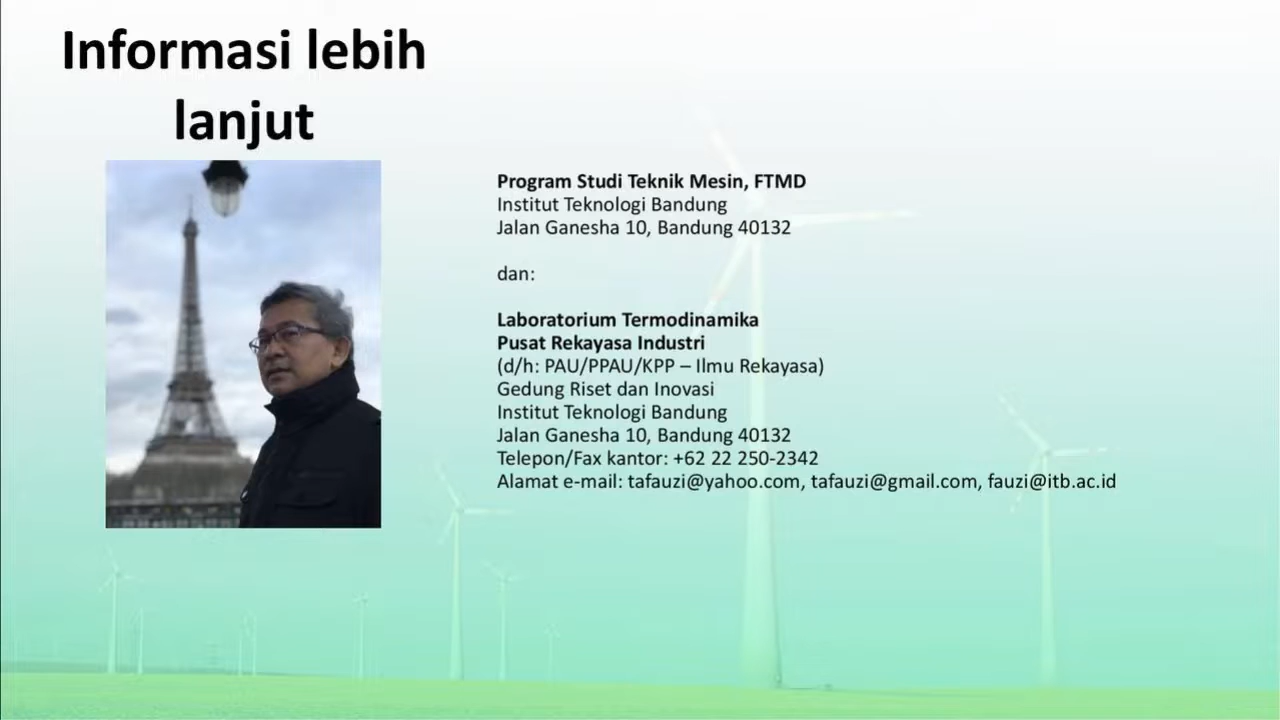 Informasi lebih
lanjut
Program Studi Teknik Mesin, FTMD
Institut Teknologi Bandung
Jalan Ganesha 10, Bandung 40132
dan:
Laboratorium Termodinamika
Pusat Rekayasa Industri
(d/h: PAU/PPAU/KPP – Ilmu Rekayasa)
Gedung Riset dan Inovasi
Institut Teknologi Bandung
Jalan Ganesha 10, Bandung 40132
Telepon/Fax kantor: +62 22 250-2342
Alamat e-mail: tafauzi@yahoo.com, tafauzi@gmail.com, fauzi@itb.ac.id